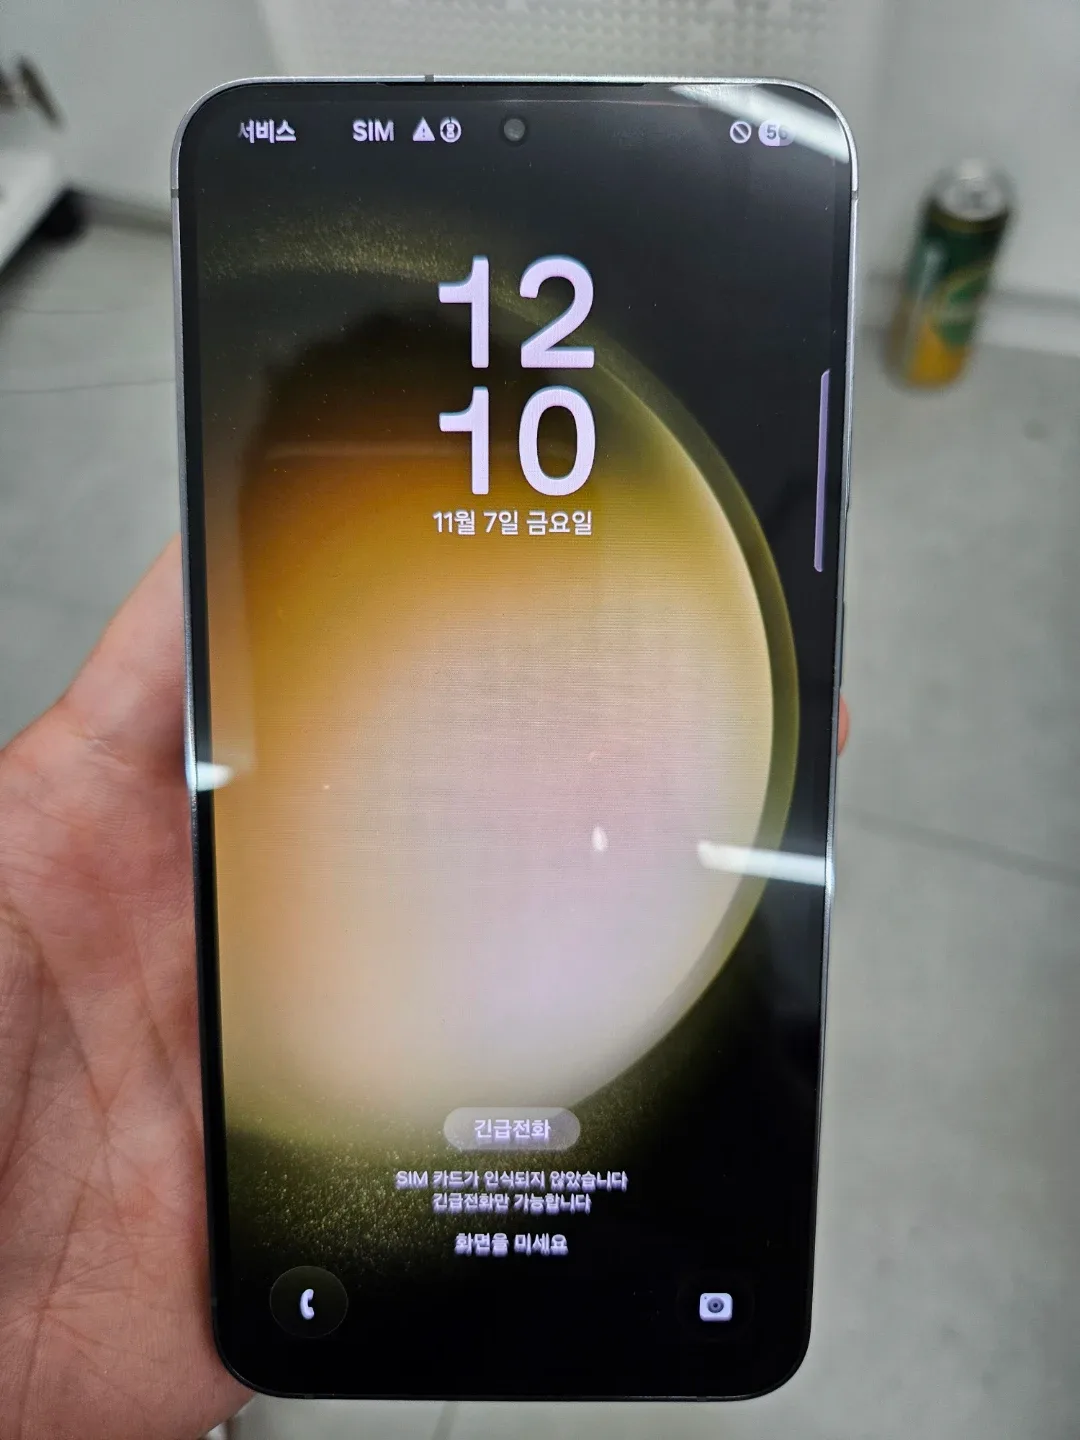 서비스 SIM
12
10
11월 7일 금요일
긴급전화
SIM 카드가 인식되지 않았습니다
긴급전화만 가능합니다
화면을 미세요